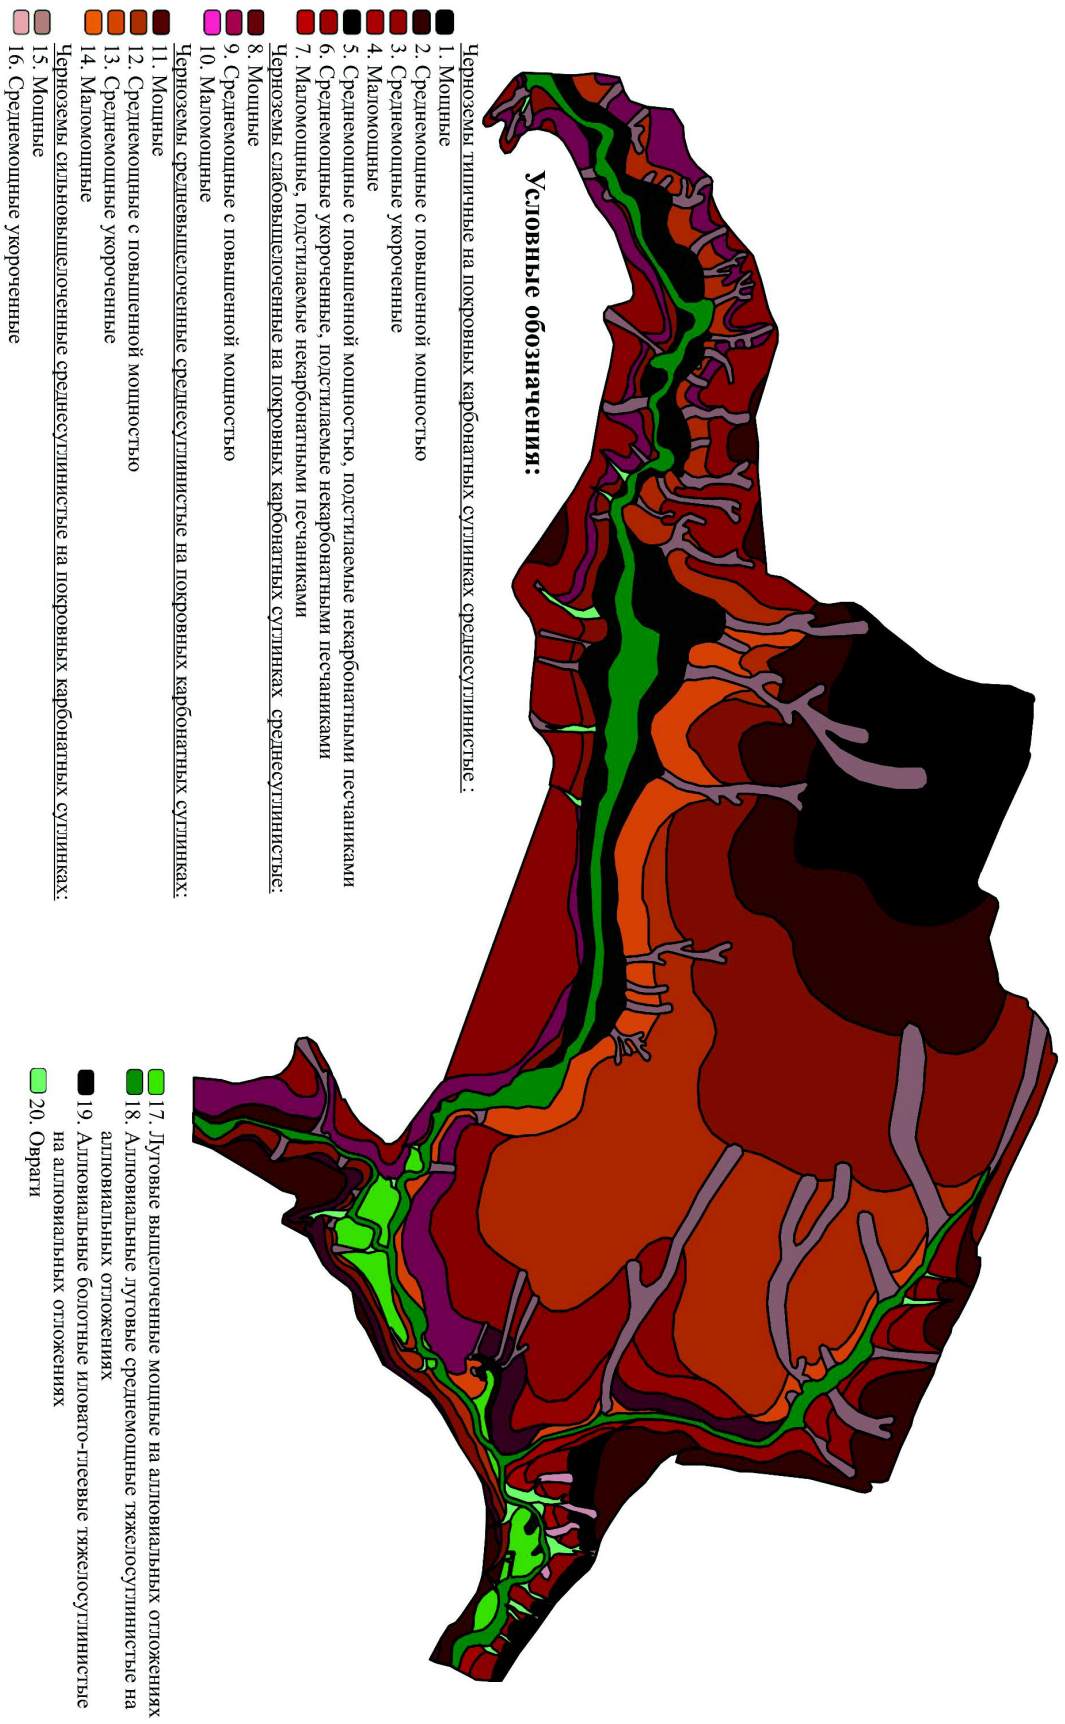 Условные обозначения:
Черноземы типичные на покровных карбонатных суглинках среднесуглинистые :
1. Мощные
2. Среднемощные с повышенной мощностью
3. Среднемощные укороченные
4. Маломощные
5. Среднемощные с повышенной мощностью, подстилаемые некарбонатными песчаниками
6. Среднемощные укороченные, подстилаемые некарбонатными песчаниками
7. Маломощные, подстилаемые некарбонатными песчаниками
Черноземы слабовыщелоченные на покровных карбонатных суглинках среднесуглинистые:
8. Мощные
9. Среднемощные с повышенной мощностью
10. Маломощные
Черноземы средневыщелоченные среднесуглинистые на покровных карбонатных суглинках:
11. Мощные
12. Среднемощные с повышенной мощностью
13. Среднемощные укороченные
14. Маломощные
Черноземы сильновыщелоченные среднесуглинистые на покровных карбонатных суглинках:
15. Мощные
16. Среднемощные укороченные
17. Луговые выщелоченные мощные на аллювиальных отложениях
18. Аллювиальные луговые среднемощные тяжелосуглинистые на
аллювиальных отложениях
19. Аллювиальные болотные иловато-глеевые тяжелосуглинистые
на аллювиальных отложениях
20. Овраги